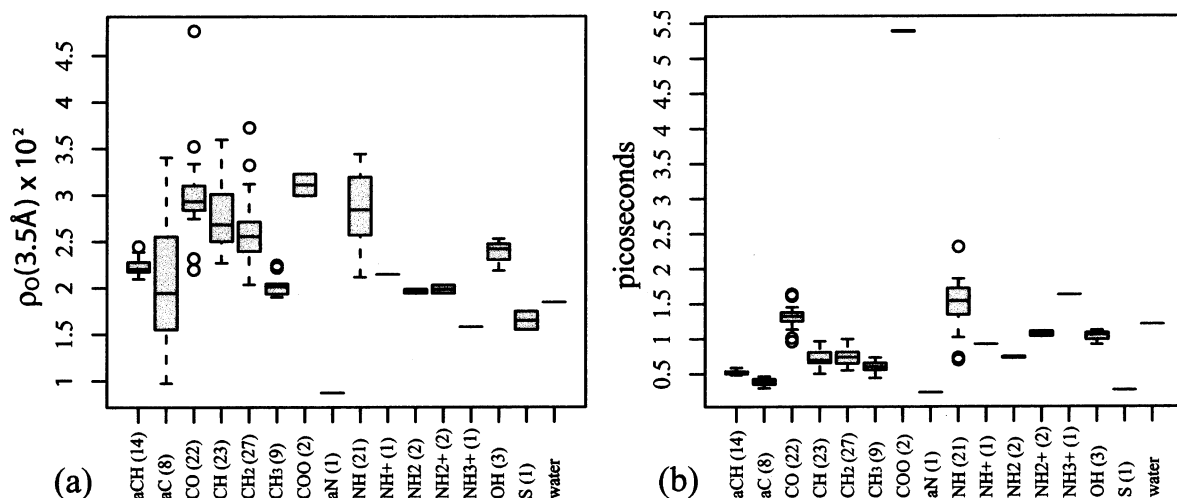 ρo(3.5Å) x 10²
4.5
4
3.5
3
2.5
2
1.5
1
aCH (14)
aC (8)
CO (22)
CH (23)
CH₂ (27)
CH₃ (9)
COO (2)
aN (1)
NH (21)
NH+ (1)
NH2 (2)
NH2+ (2)
NH3+ (1)
OH (3)
S (1)
water
(a)
picoseconds
5.5
5
4.5
4
3.5
3
2.5
2
1.5
1
0.5
aCH (14)
aC (8)
CO (22)
CH (23)
CH₂ (27)
CH₃ (9)
COO (2)
aN (1)
NH (21)
NH+ (1)
NH2 (2)
NH2+ (2)
NH3+ (1)
OH (3)
S (1)
water
(b)